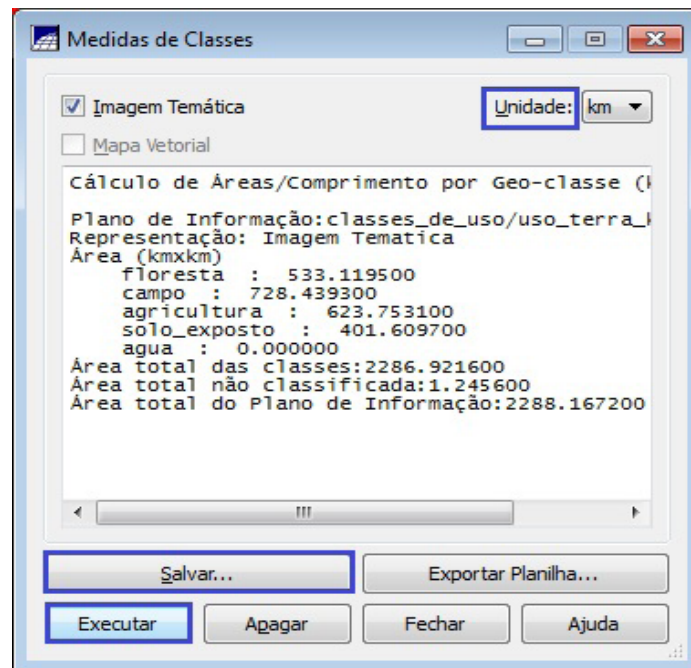 Medidas de Classes
Imagem Temática
Unidade: km
Mapa Vetorial
Cálculo de Áreas/Comprimento por Geo-classe (k
Plano de Informação:classes_de_uso/uso_terra_k
Representação: Imagem Tematica
Área (kmxkm)
floresta : 533.119500
campo : 728.439300
agricultura : 623.753100
solo_exposto : 401.609700
agua : 0.000000
Área total das classes:2286.921600
Área total não classificada:1.245600
Área total do Plano de Informação:2288.167200
Salvar... Exportar Planilha...
Executar Apagar Fechar Ajuda